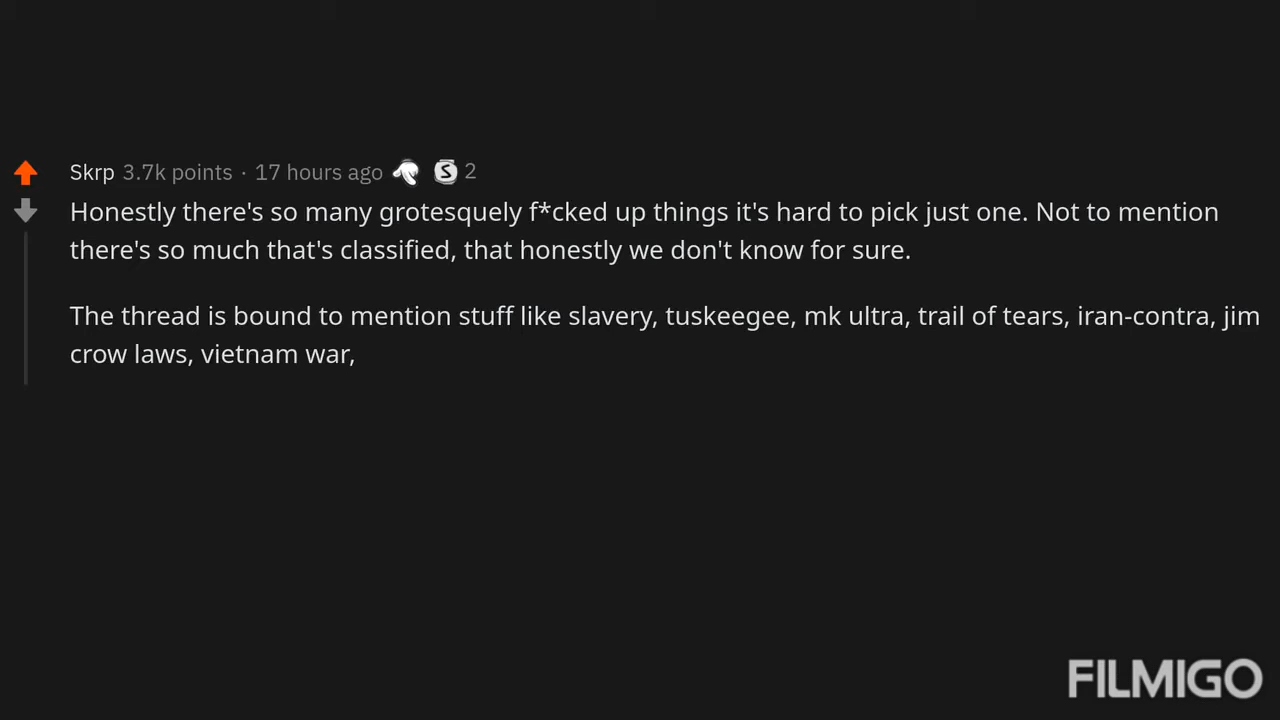 Skrp 3.7k points · 17 hours ago S 2
Honestly there's so many grotesquely f*cked up things it's hard to pick just one. Not to mention
there's so much that's classified, that honestly we don't know for sure.
The thread is bound to mention stuff like slavery, tuskeegee, mk ultra, trail of tears, iran-contra, jim
crow laws, vietnam war,
FILMIGO